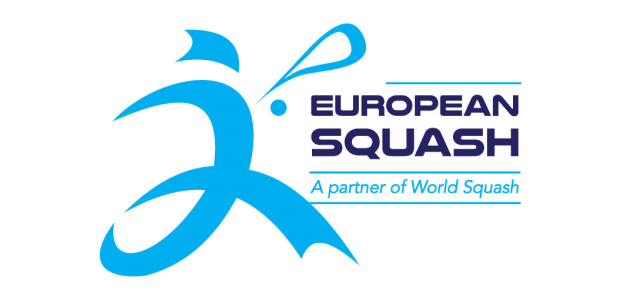 EUROPEAN
SQUASH
A partner of World Squash